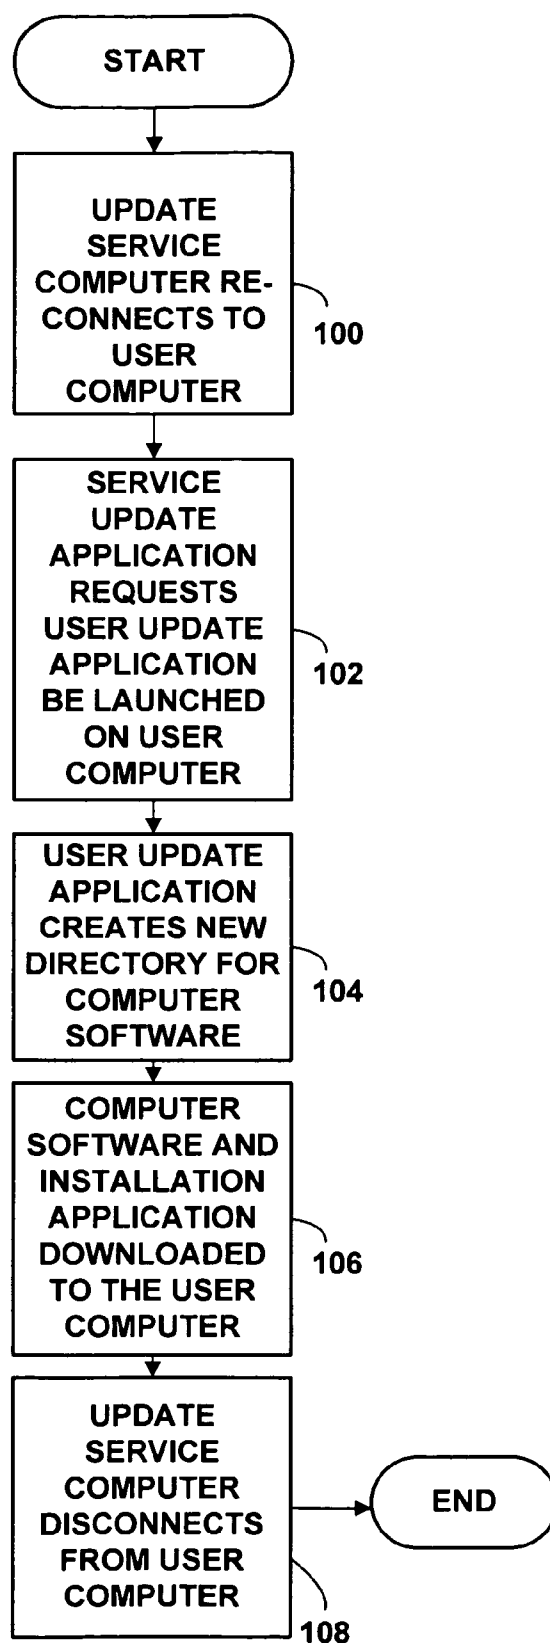 START
UPDATE
SERVICE
COMPUTER RE-
CONNECTS TO
USER
COMPUTER
100
SERVICE
UPDATE
APPLICATION
REQUESTS
USER UPDATE
APPLICATION
BE LAUNCHED
ON USER
COMPUTER
102
USER UPDATE
APPLICATION
CREATES NEW
DIRECTORY FOR
COMPUTER
SOFTWARE
104
COMPUTER
SOFTWARE AND
INSTALLATION
APPLICATION
DOWNLOADED
TO THE USER
COMPUTER
106
UPDATE
SERVICE
COMPUTER
DISCONNECTS
FROM USER
COMPUTER
108
END